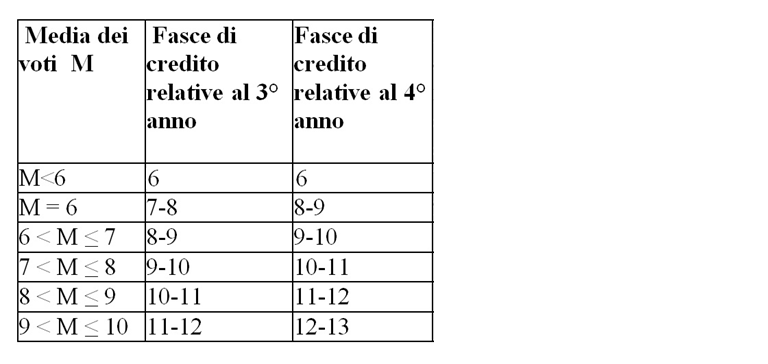 Media dei voti M | Fasce di credito relative al 3° anno | Fasce di credito relative al 4° anno
M<6 | 6 | 6
M = 6 | 7-8 | 8-9
6 < M ≤ 7 | 8-9 | 9-10
7 < M ≤ 8 | 9-10 | 10-11
8 < M ≤ 9 | 10-11 | 11-12
9 < M ≤ 10 | 11-12 | 12-13